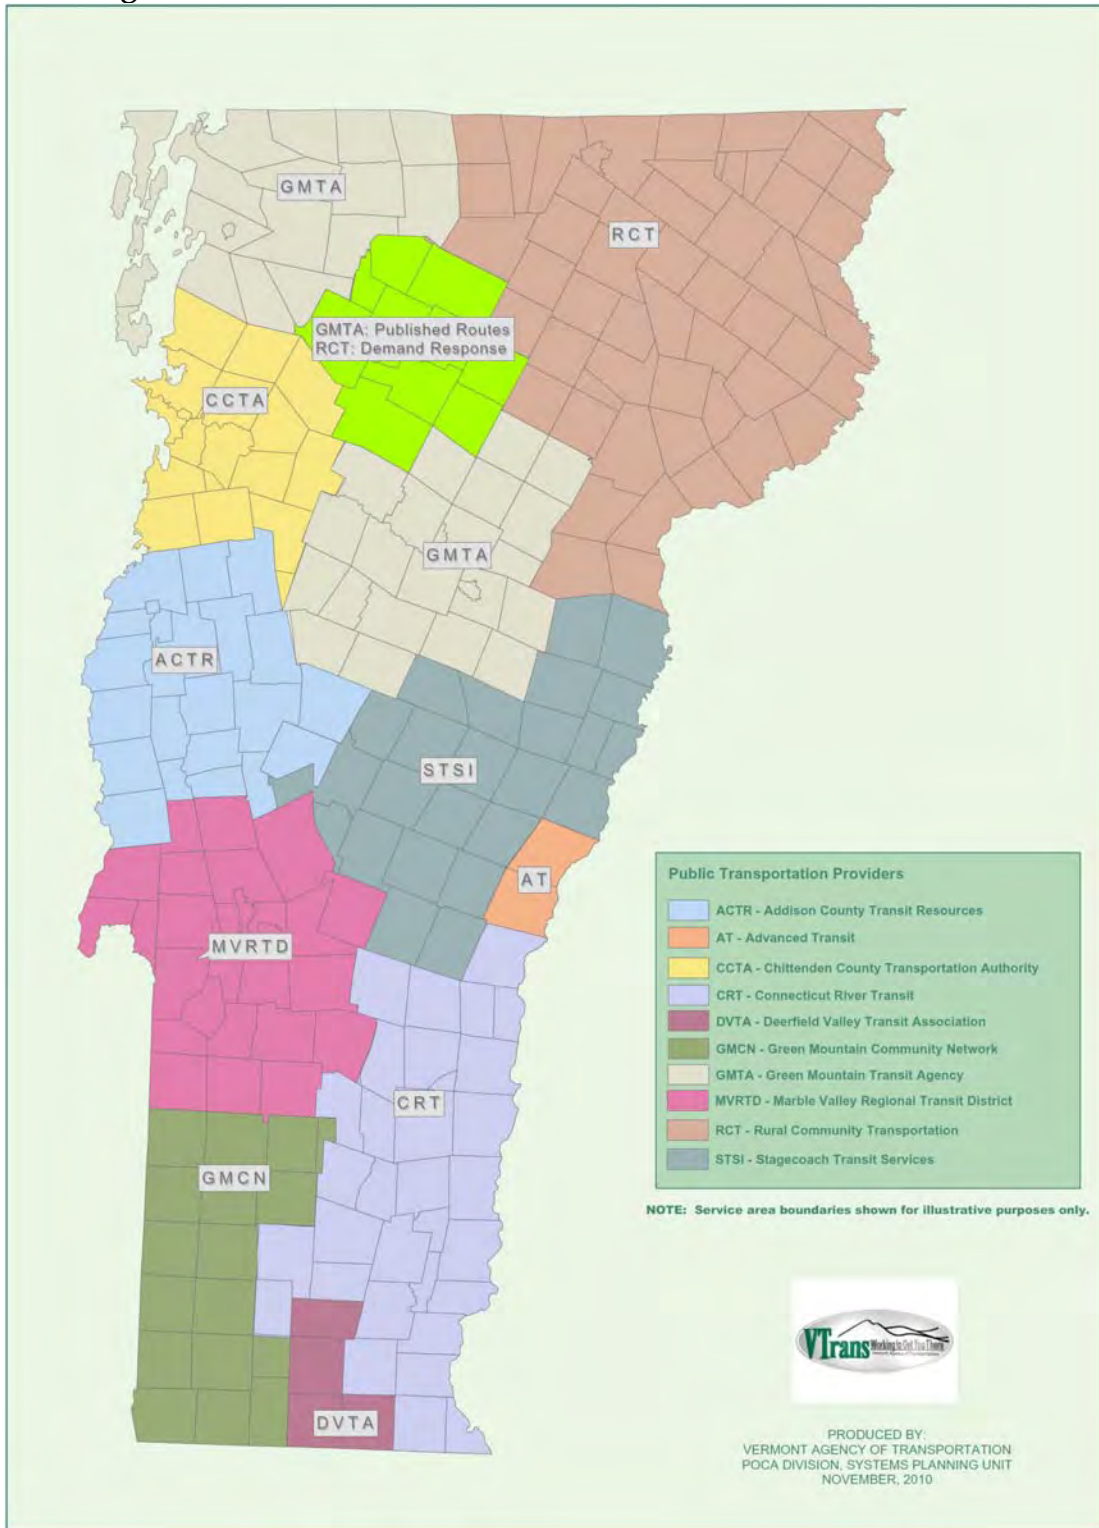 GMTA
RCT
GMTA: Published Routes
RCT: Demand Response
CCTA
GMTA
ACTR
STSI
AT
MVRTD
CRT
GMCN
DVTA
Public Transportation Providers
ACTR - Addison County Transit Resources
AT - Advanced Transit
CCTA - Chittenden County Transportation Authority
CRT - Connecticut River Transit
DVTA - Deerfield Valley Transit Association
GMCN - Green Mountain Community Network
GMTA - Green Mountain Transit Agency
MVRTD - Marble Valley Regional Transit District
RCT - Rural Community Transportation
STSI - Stagecoach Transit Services
NOTE: Service area boundaries shown for illustrative purposes only.
VTrans Working to Get You There
PRODUCED BY:
VERMONT AGENCY OF TRANSPORTATION
POCA DIVISION, SYSTEMS PLANNING UNIT
NOVEMBER, 2010